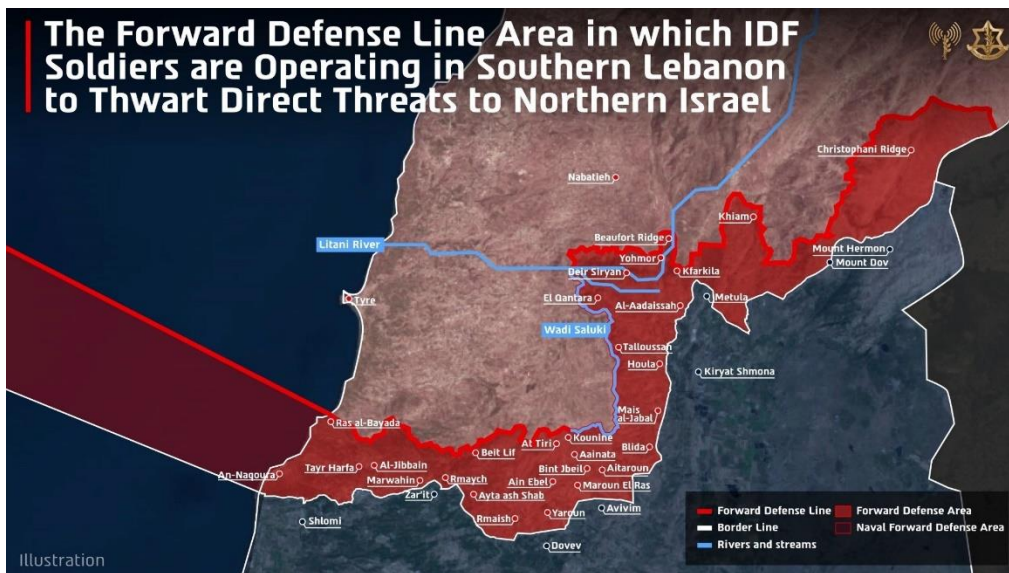 The Forward Defense Line Area in which IDF
Soldiers are Operating in Southern Lebanon
to Thwart Direct Threats to Northern Israel
Christophani Ridge
Nabatieh
Khiam
Beaufort Ridge
Litani River
Mount Hermon
Yohmor
Mount Dov
Deir Siryan
Kfarkila
El Qantara
Metula
Tyre
Al-Aadaissah
Wadi Saluki
Talloussah
Houla
Kiryat Shmona
Mais
al-Jabal
Ras al-Bayada
Kounine
At Tiri
Blida
Beit Lif
Aainata
Tayr Harfa
Al-Jibbain
Bint Jbeil
Aitaroun
An-Naqoura
Marwahin
Rmaych
Ain Ebel
Maroun El Ras
Zar'it
Ayta ash Shab
Avivim
Shlomi
Rmaish
Yaroun
Dovev
Forward Defense Line
Forward Defense Area
Border Line
Naval Forward Defense Area
Rivers and streams
Illustration